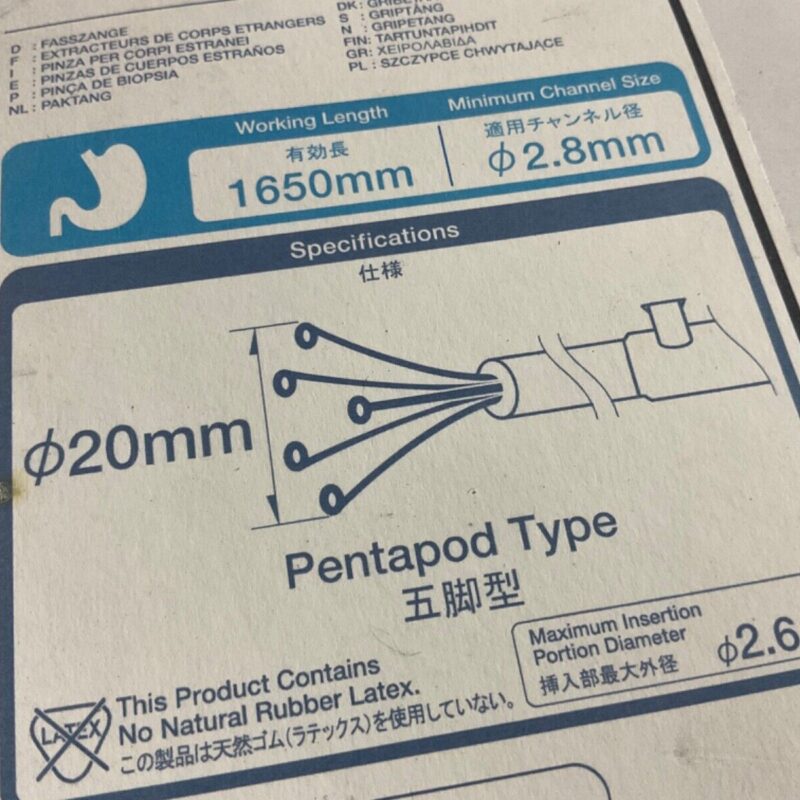 D : FASSZANGE
F : EXTRACTEURS DE CORPS ETRANGERS
I : PINZA PER CORPI ESTRANEI
E : PINZAS DE CUERPOS ESTRAÑOS
P : PINÇA DE BIOPSIA
NL : PAKTANG
DK:
S : GRIPTÅNG
N : GRIPETANG
FIN: TARTUNTAPIHDIT
GR: ΧΕΙΡΟΛΑΒΙΔΑ
PL : SZCZYPCE CHWYTAJĄCE
Working Length
有効長
1650mm
Minimum Channel Size
適用チャンネル径
φ2.8mm
Specifications
仕様
φ20mm
Pentapod Type
五脚型
Maximum Insertion
Portion Diameter
挿入部最大外径
φ2.6
LATEX
This Product Contains
No Natural Rubber Latex.
この製品は天然ゴム(ラテックス)を使用していない。